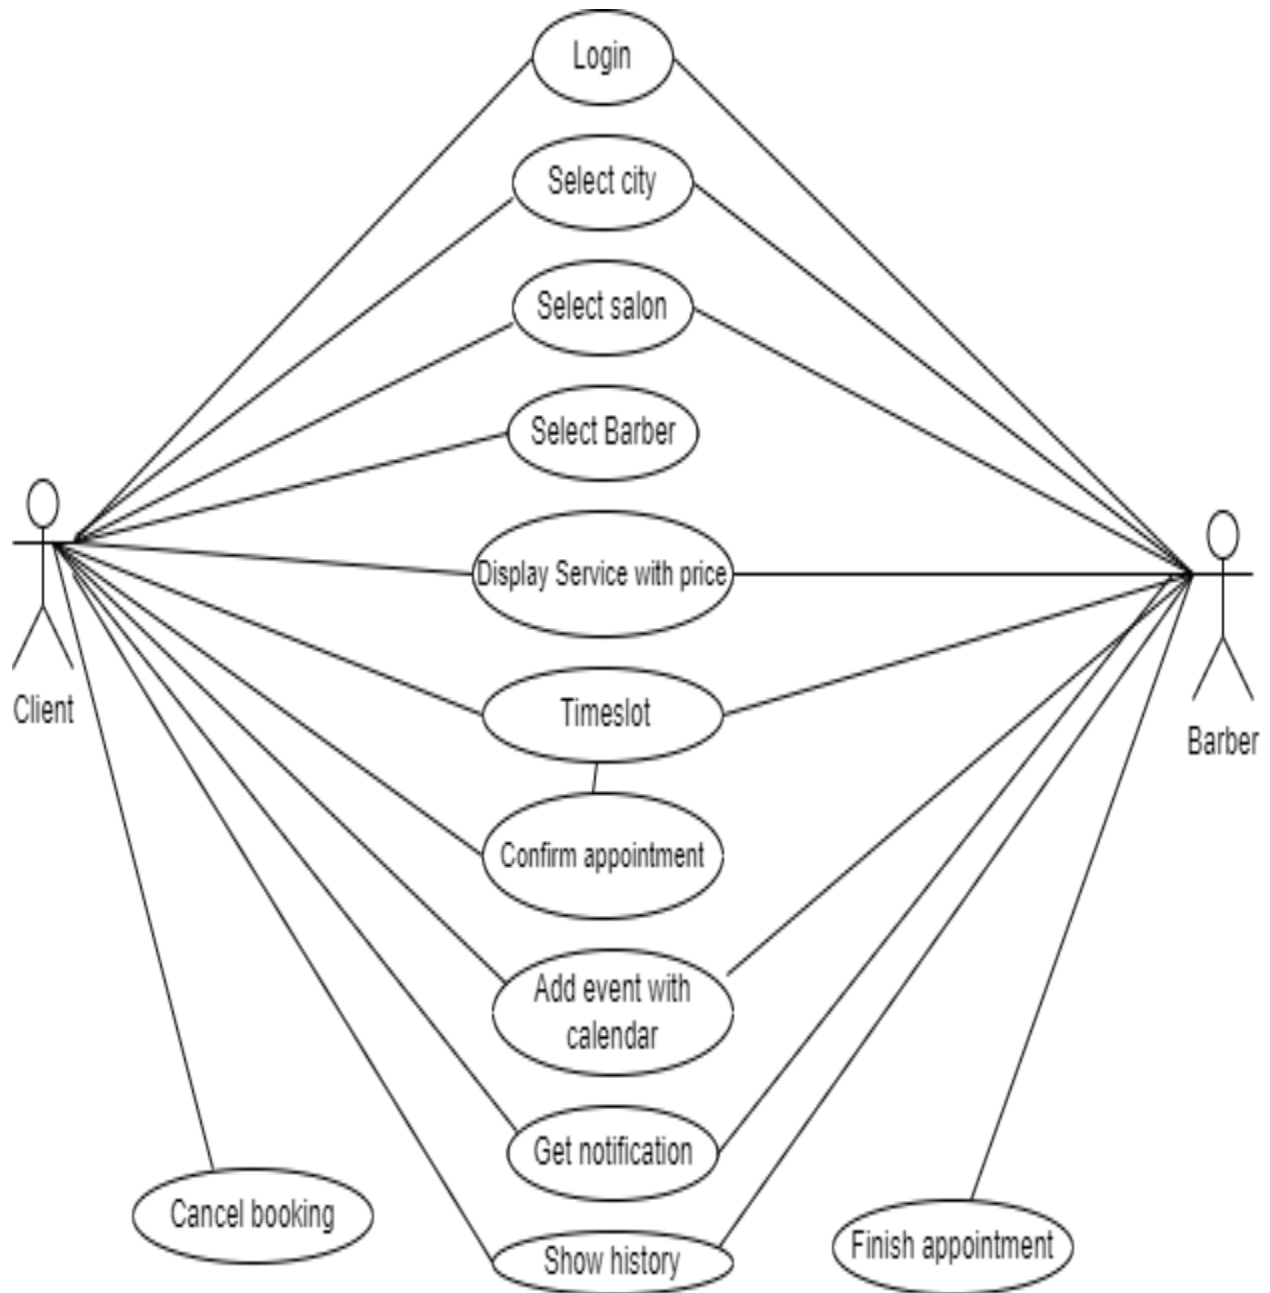 Login
Select city
Select salon
Select Barber
Display Service with price
Client
Timeslot
Barber
Confirm appointment
Add event with
calendar
Get notification
Cancel booking
Show history
Finish appointment